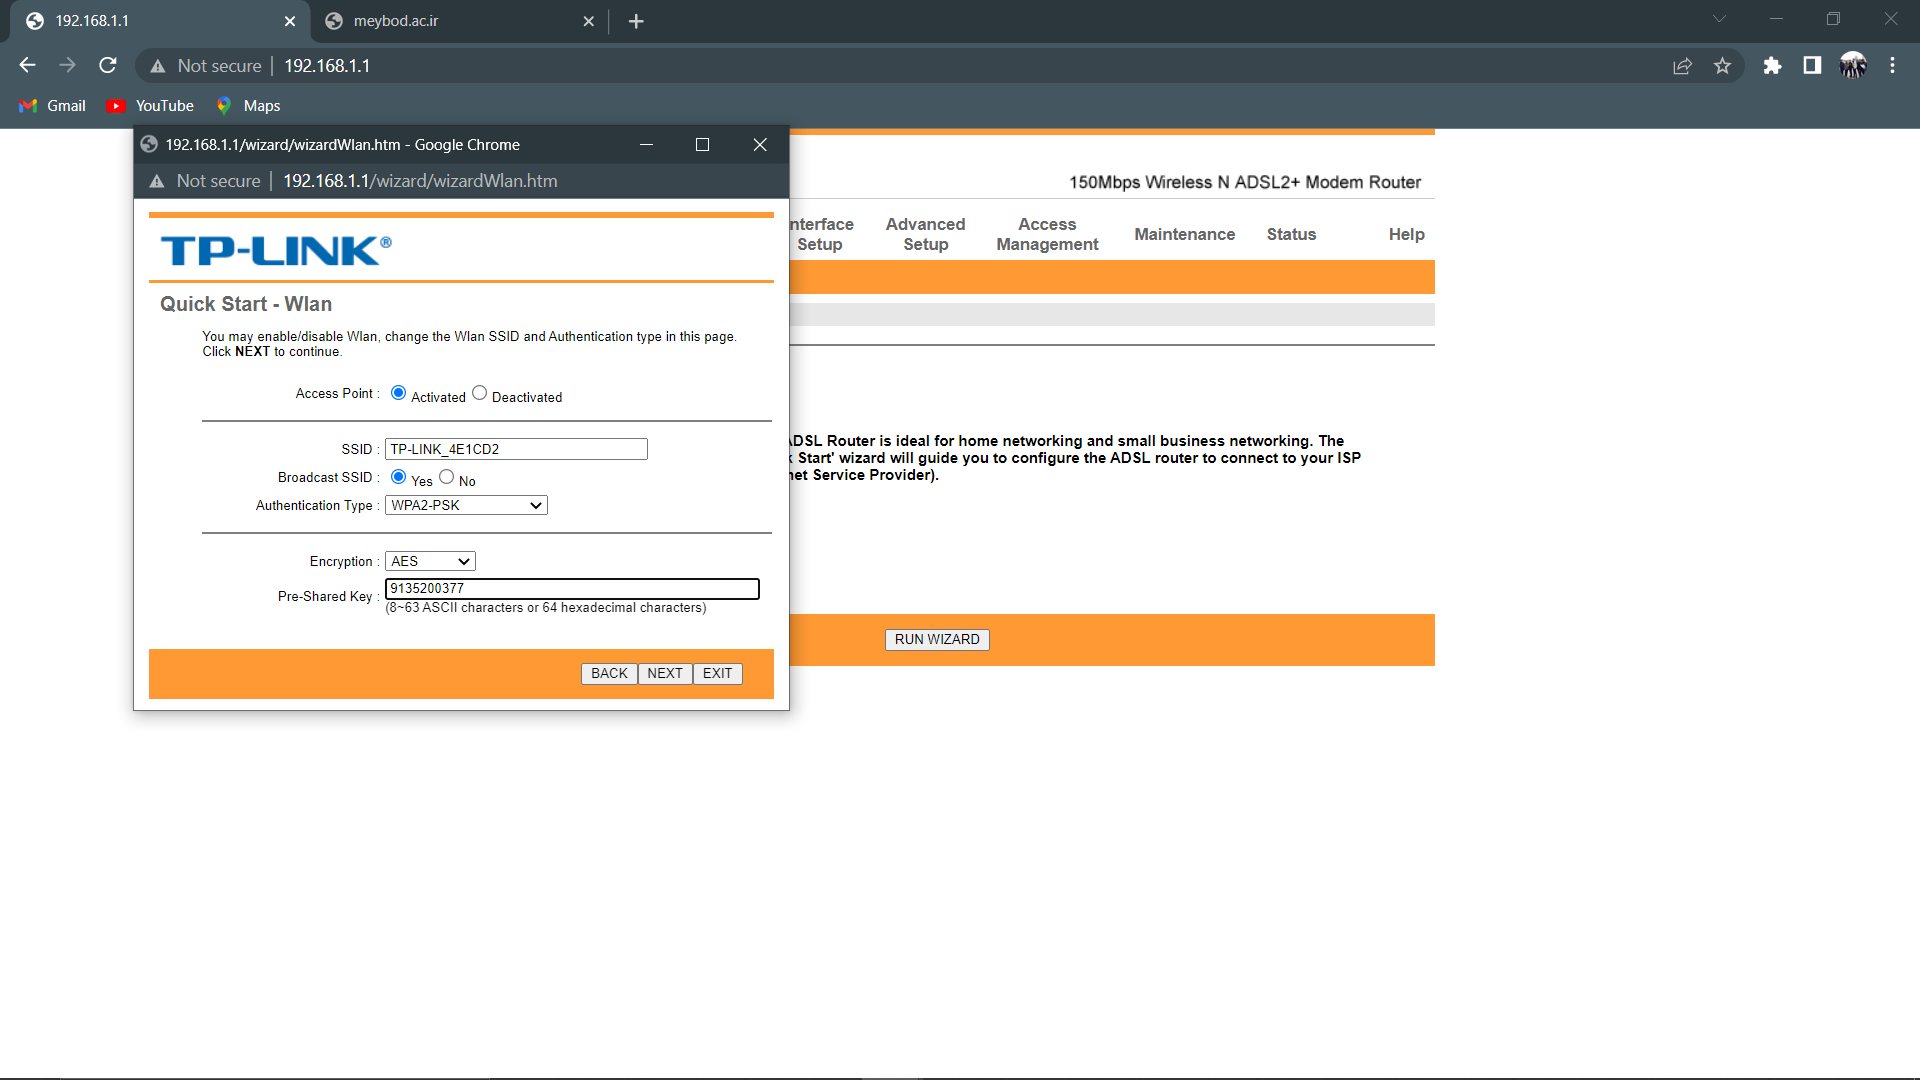 192.168.1.1
meybod.ac.ir
Not secure
192.168.1.1
Gmail
YouTube
Maps
192.168.1.1/wizard/wizardWlan.htm - Google Chrome
Not secure
192.168.1.1/wizard/wizardWlan.htm
150Mbps Wireless N ADSL2+ Modem Router
nterface
Setup
Advanced
Setup
Access
Management
Maintenance
Status
Help
TP-LINK®
Quick Start - Wlan
You may enable/disable Wlan, change the Wlan SSID and Authentication type in this page.
Click NEXT to continue.
Access Point :
Activated
Deactivated
SSID :
TP-LINK_4E1CD2
Broadcast SSID :
Yes
No
Authentication Type :
WPA2-PSK
Encryption :
AES
Pre-Shared Key :
9135200377
(8~63 ASCII characters or 64 hexadecimal characters)
BACK
NEXT
EXIT
ADSL Router is ideal for home networking and small business networking. The
k Start' wizard will guide you to configure the ADSL router to connect to your ISP
net Service Provider).
RUN WIZARD